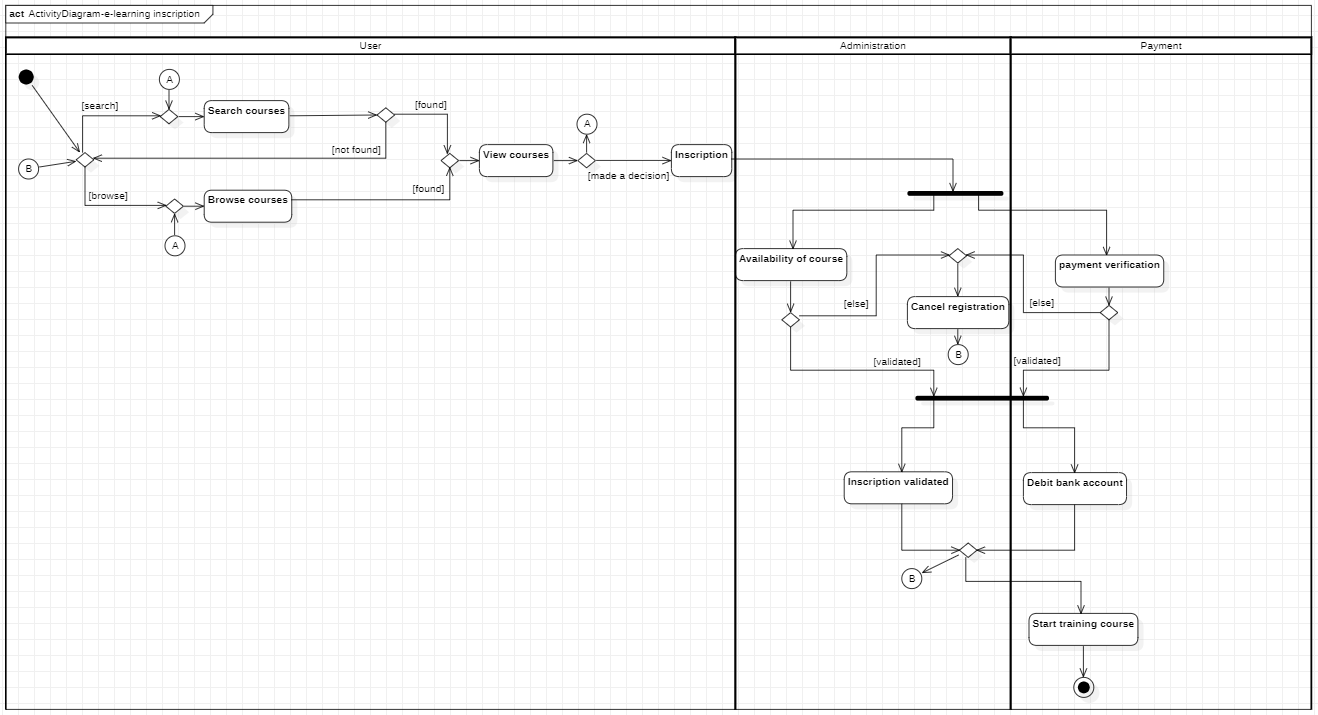 act ActivityDiagram-e-learning inscription
User
Administration
Payment
A
[search]
Search courses
[found]
A
[not found]
B
View courses
Inscription
[made a decision]
[browse]
[found]
Browse courses
A
Availability of course
payment verification
[else]
Cancel registration
[else]
B
[validated]
[validated]
Inscription validated
Debit bank account
B
Start training course